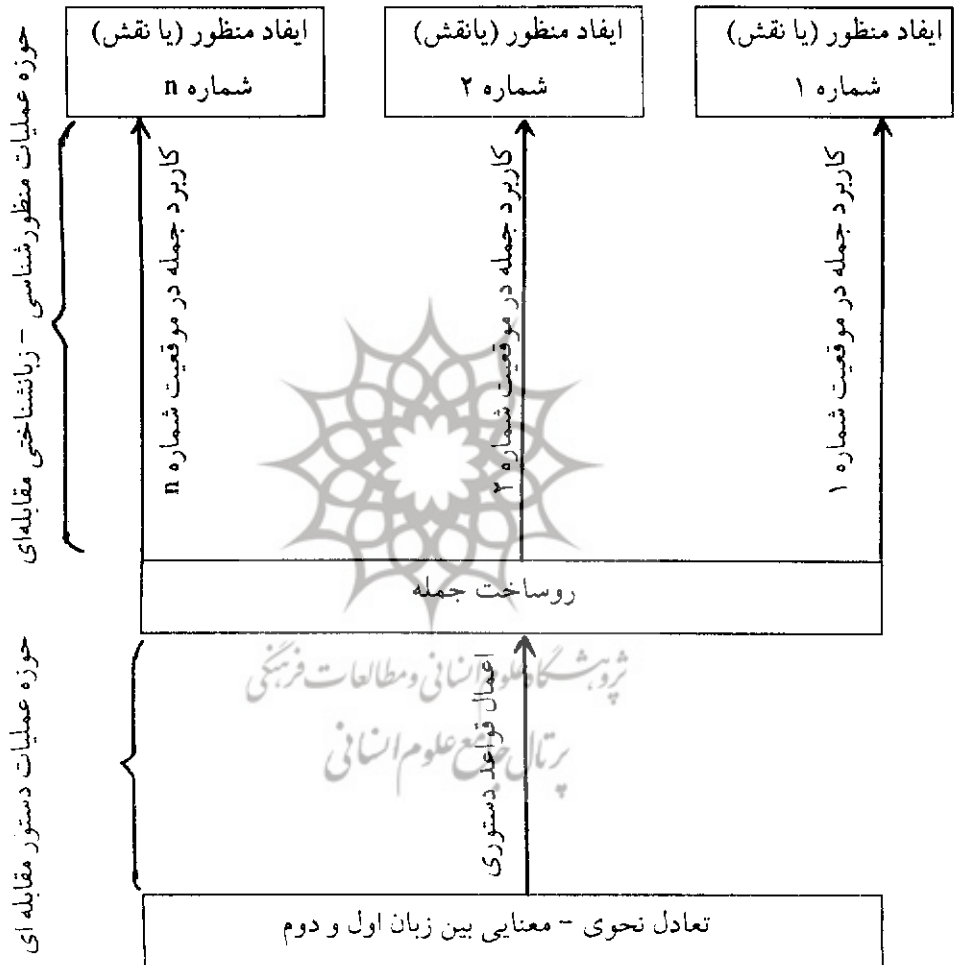 ایفاد منظور (یا نقش)
شماره ۱
ایفاد منظور (یانقش)
شماره ۲
ایفاد منظور (یا نقش)
شماره n
کاربرد جمله در موقعیت شماره ۱
کاربرد جمله در موقعیت شماره ۲
کاربرد جمله در موقعیت شماره n
حوزه عملیات منظورشناسی - زبانشناختی مقابله‌ای
روساخت جمله
پژوهشگاه علوم انسانی و مطالعات فرهنگی
پرتال جامع علوم انسانی
اعمال قواعد دستوری
حوزه عملیات دستور مقابله ای
تعادل نحوی - معنایی بین زبان اول و دوم